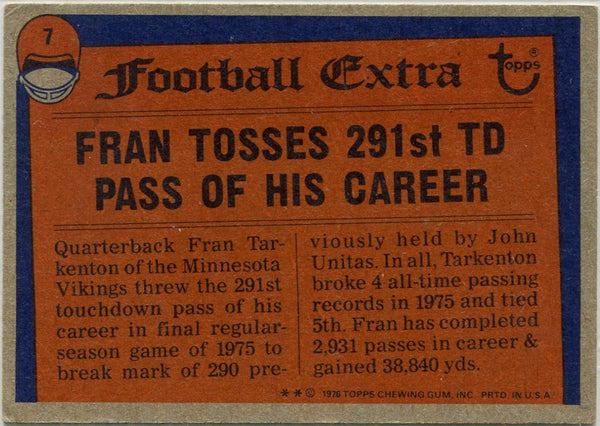 7
Football Extra
topps®
FRAN TOSSES 291st TD
PASS OF HIS CAREER
Quarterback Fran Tar-
kenton of the Minnesota
Vikings threw the 291st
touchdown pass of his
career in final regular-
season game of 1975 to
break mark of 290 pre-
viously held by John
Unitas. In all, Tarkenton
broke 4 all-time passing
records in 1975 and tied
5th. Fran has completed
2,931 passes in career &
gained 38,840 yds.
** © 1976 TOPPS CHEWING GUM, INC. PRTD. IN U.S.A.